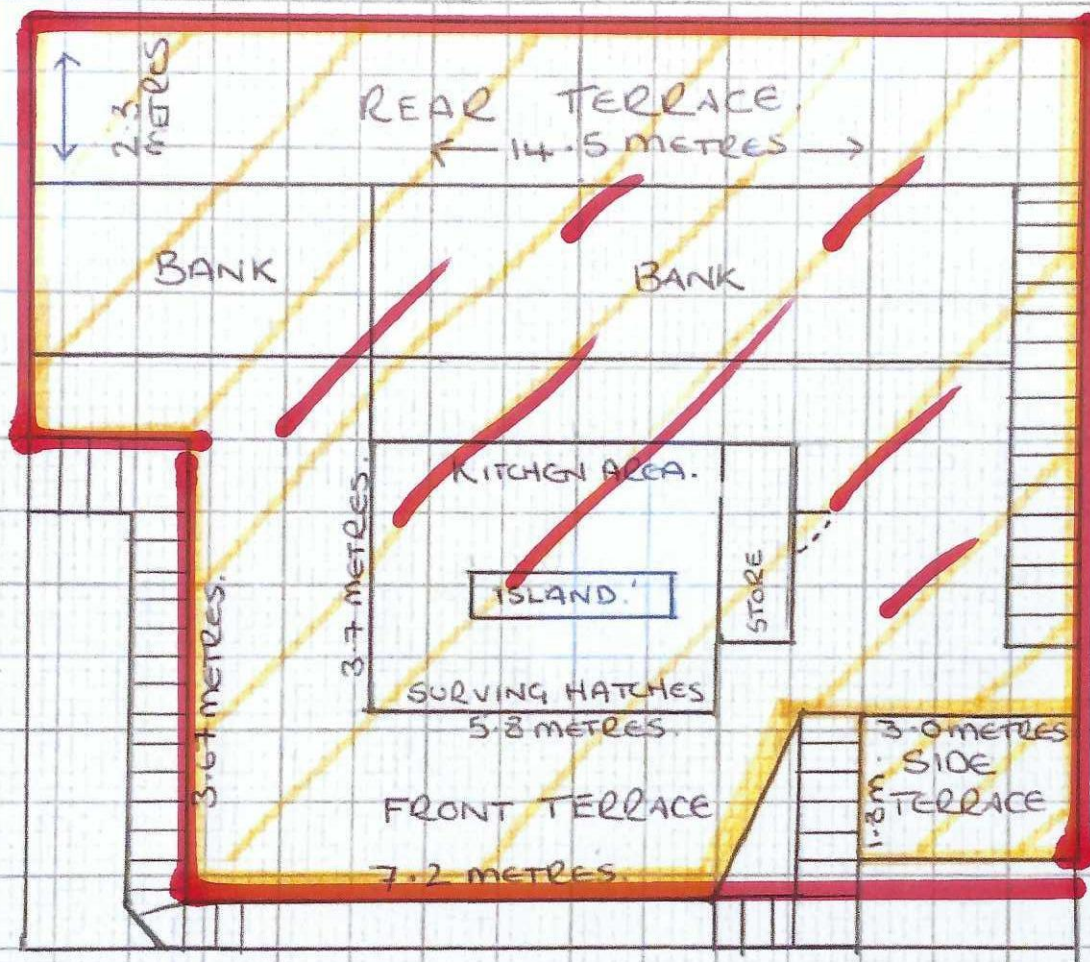 2.3
METRES
REAR TERRACE.
14.5 METRES
BANK
BANK
KITCHEN AREA.
3.7 METRES.
ISLAND.
STORE
SURVING HATCHES
5.8 METRES.
3.67 METRES.
FRONT TERRACE
7.2 METRES.
3.0 METRES
SIDE
TERRACE
1.8M.